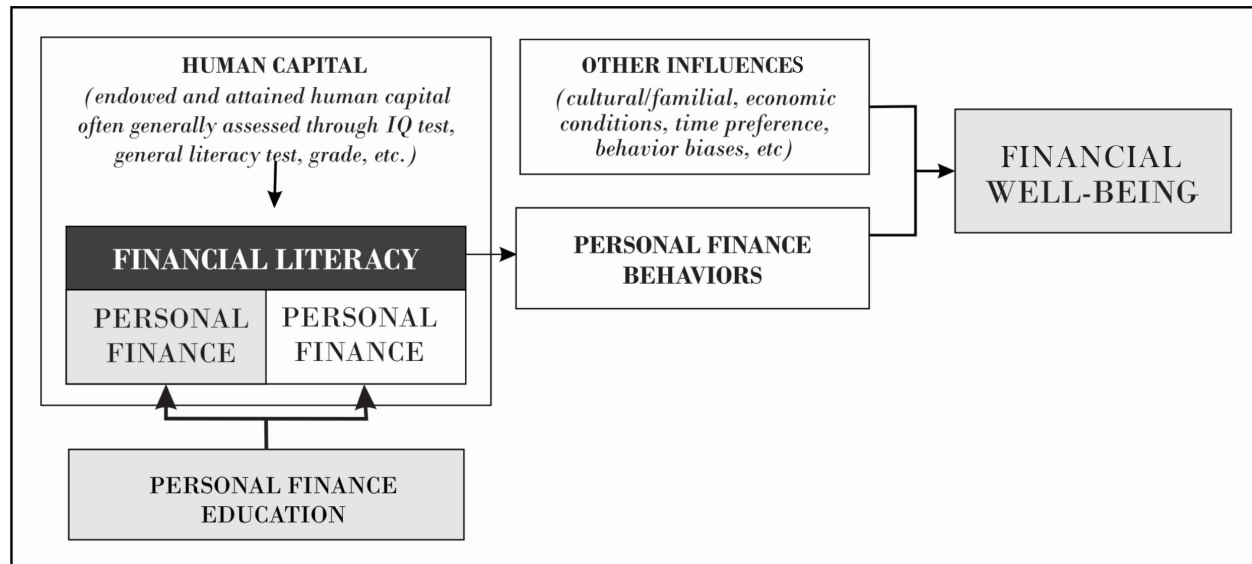 HUMAN CAPITAL
(endowed and attained human capital
often generally assessed through IQ test,
general literacy test, grade, etc.)
FINANCIAL LITERACY
PERSONAL
FINANCE
PERSONAL
FINANCE
PERSONAL FINANCE
EDUCATION
OTHER INFLUENCES
(cultural/familial, economic
conditions, time preference,
behavior biases, etc)
PERSONAL FINANCE
BEHAVIORS
FINANCIAL
WELL-BEING